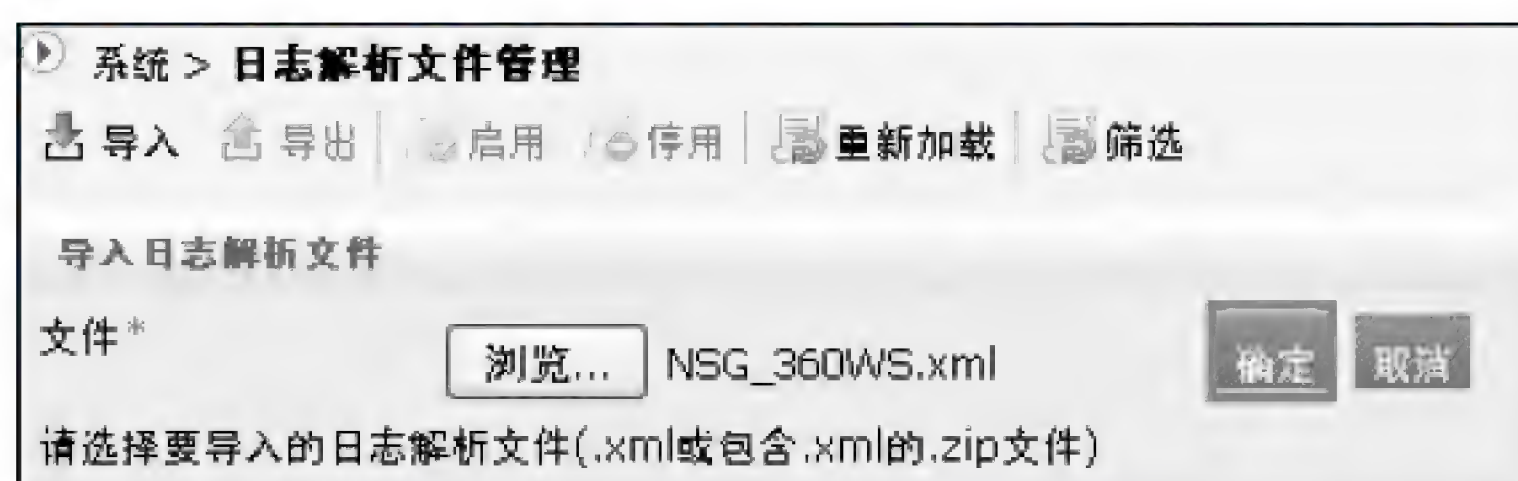 系统 > 日志解析文件管理
导入 导出 启用 停用 重新加载 筛选
导入日志解析文件
文件*
浏览... NSG_360WS.xml 确定 取消
请选择要导入的日志解析文件(.xml或包含.xml的.zip文件)